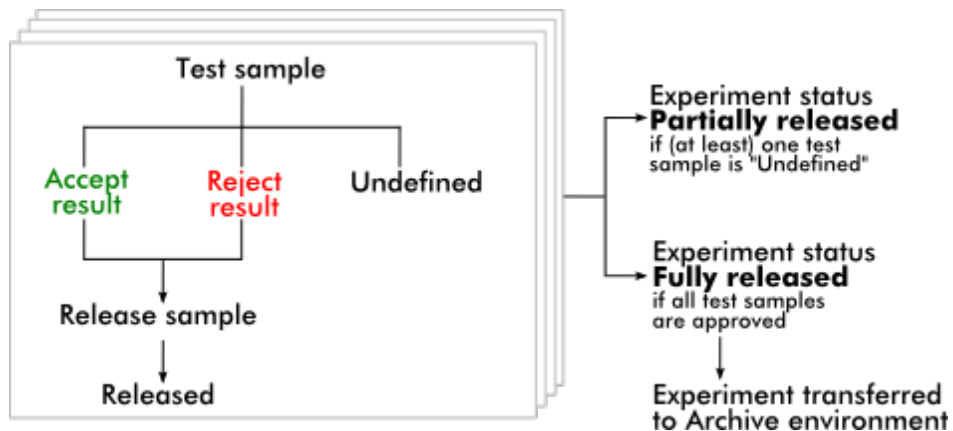 Test sample
Accept
result
Reject
result
Undefined
Release sample
Released
Experiment status
Partially released
if (at least) one test
sample is "Undefined"
Experiment status
Fully released
if all test samples
are approved
Experiment transferred
to Archive environment